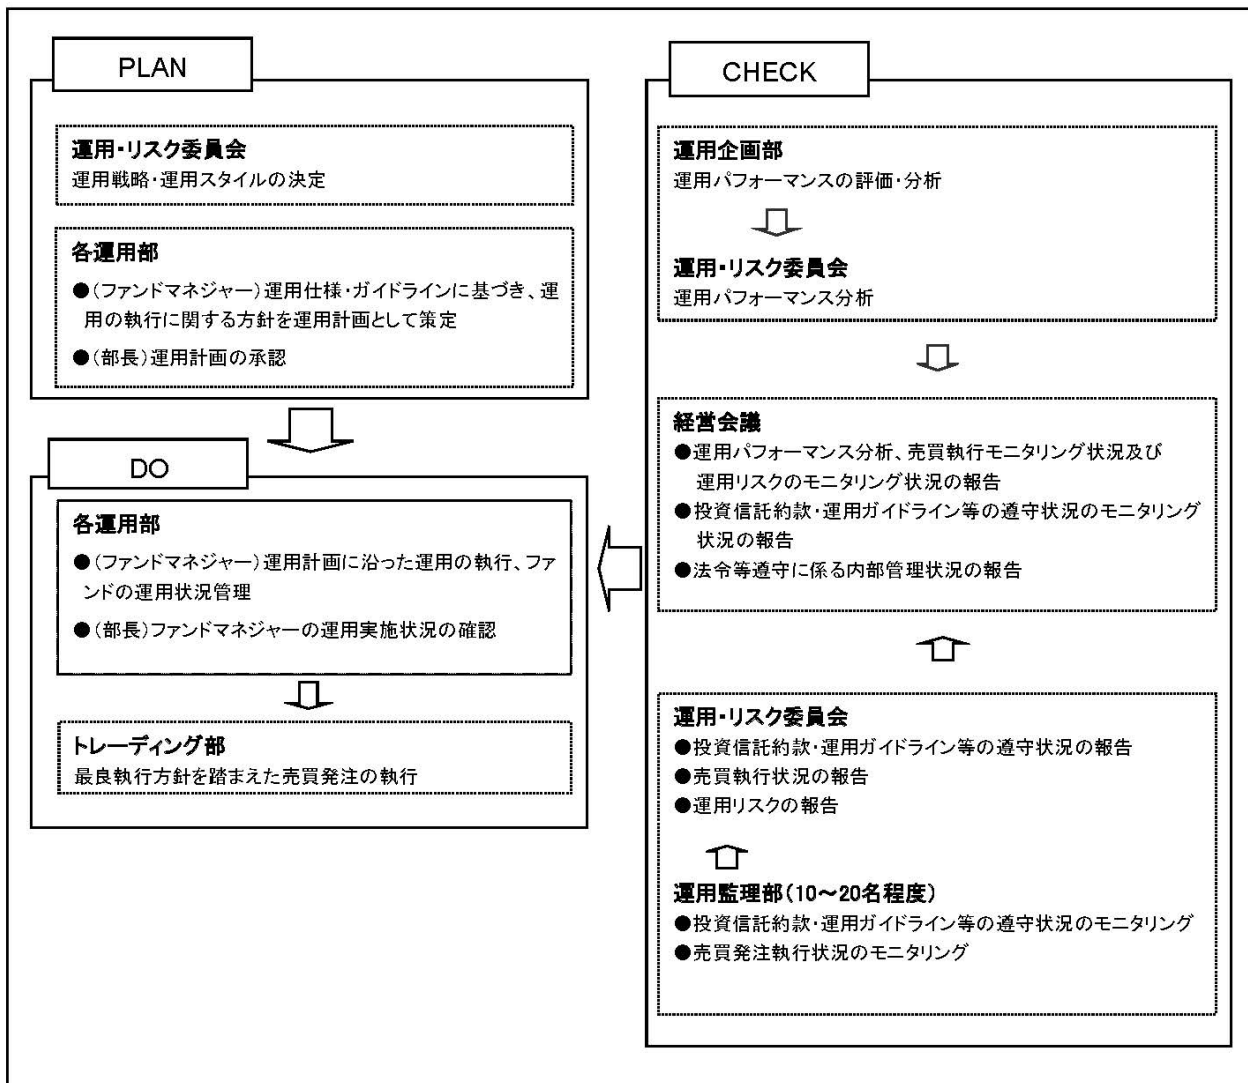 PLAN
運用・リスク委員会
運用戦略・運用スタイルの決定
各運用部
●(ファンドマネジャー)運用仕様・ガイドラインに基づき、運
用の執行に関する方針を運用計画として策定
●(部長)運用計画の承認
DO
各運用部
●(ファンドマネジャー)運用計画に沿った運用の執行、ファ
ンドの運用状況管理
●(部長)ファンドマネジャーの運用実施状況の確認
トレーディング部
最良執行方針を踏まえた売買発注の執行
CHECK
運用企画部
運用パフォーマンスの評価・分析
運用・リスク委員会
運用パフォーマンス分析
経営会議
●運用パフォーマンス分析、売買執行モニタリング状況及び
運用リスクのモニタリング状況の報告
●投資信託約款・運用ガイドライン等の遵守状況のモニタリング
状況の報告
●法令等遵守に係る内部管理状況の報告
運用・リスク委員会
●投資信託約款・運用ガイドライン等の遵守状況の報告
●売買執行状況の報告
●運用リスクの報告
運用監理部(10～20名程度)
●投資信託約款・運用ガイドライン等の遵守状況のモニタリング
●売買発注執行状況のモニタリング